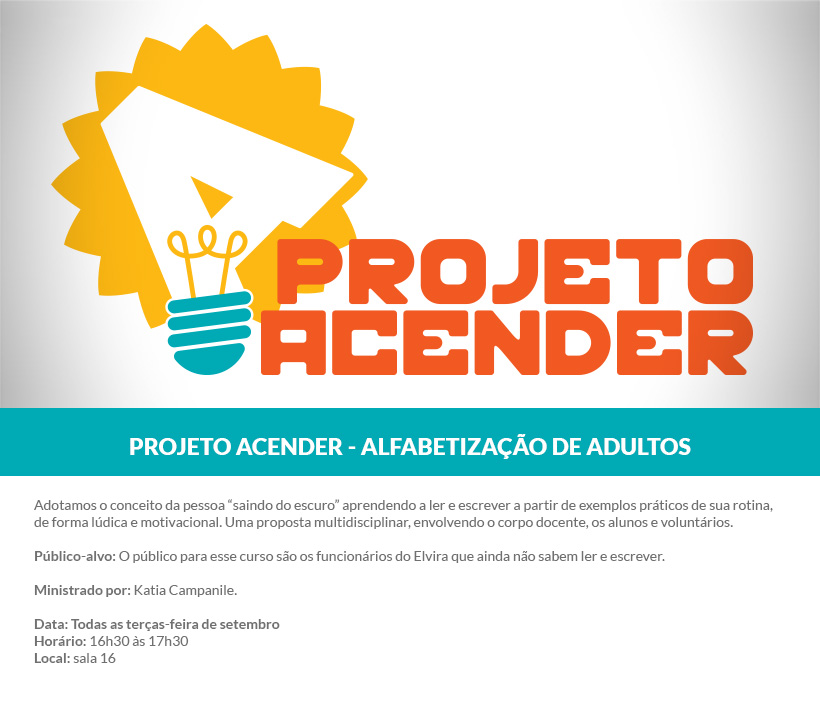 PROJETO
ACENDER
PROJETO ACENDER - ALFABETIZAÇÃO DE ADULTOS
Adotamos o conceito da pessoa “saindo do escuro” aprendendo a ler e escrever a partir de exemplos práticos de sua rotina,
de forma lúdica e motivacional. Uma proposta multidisciplinar, envolvendo o corpo docente, os alunos e voluntários.
Público-alvo: O público para esse curso são os funcionários do Elvira que ainda não sabem ler e escrever.
Ministrado por: Katia Campanile.
Data: Todas as terças-feira de setembro
Horário: 16h30 às 17h30
Local: sala 16